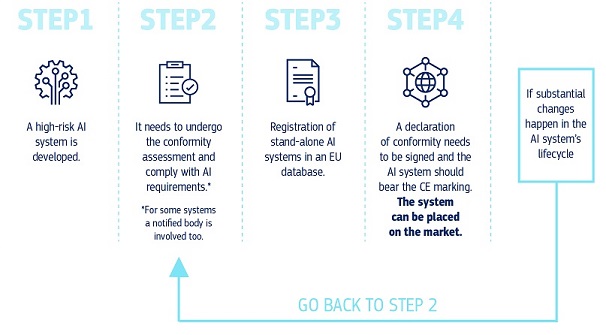 STEP1
A high-risk AI
system is
developed.
STEP2
It needs to undergo
the conformity
assessment and
comply with AI
requirements.*
*For some systems
a notified body is
involved too.
STEP3
Registration of
stand-alone AI
systems in an EU
database.
STEP4
A declaration
of conformity needs
to be signed and the
AI system should
bear the CE marking.
The system
can be placed
on the market.
If substantial
changes
happen in the
AI system's
lifecycle
GO BACK TO STEP 2